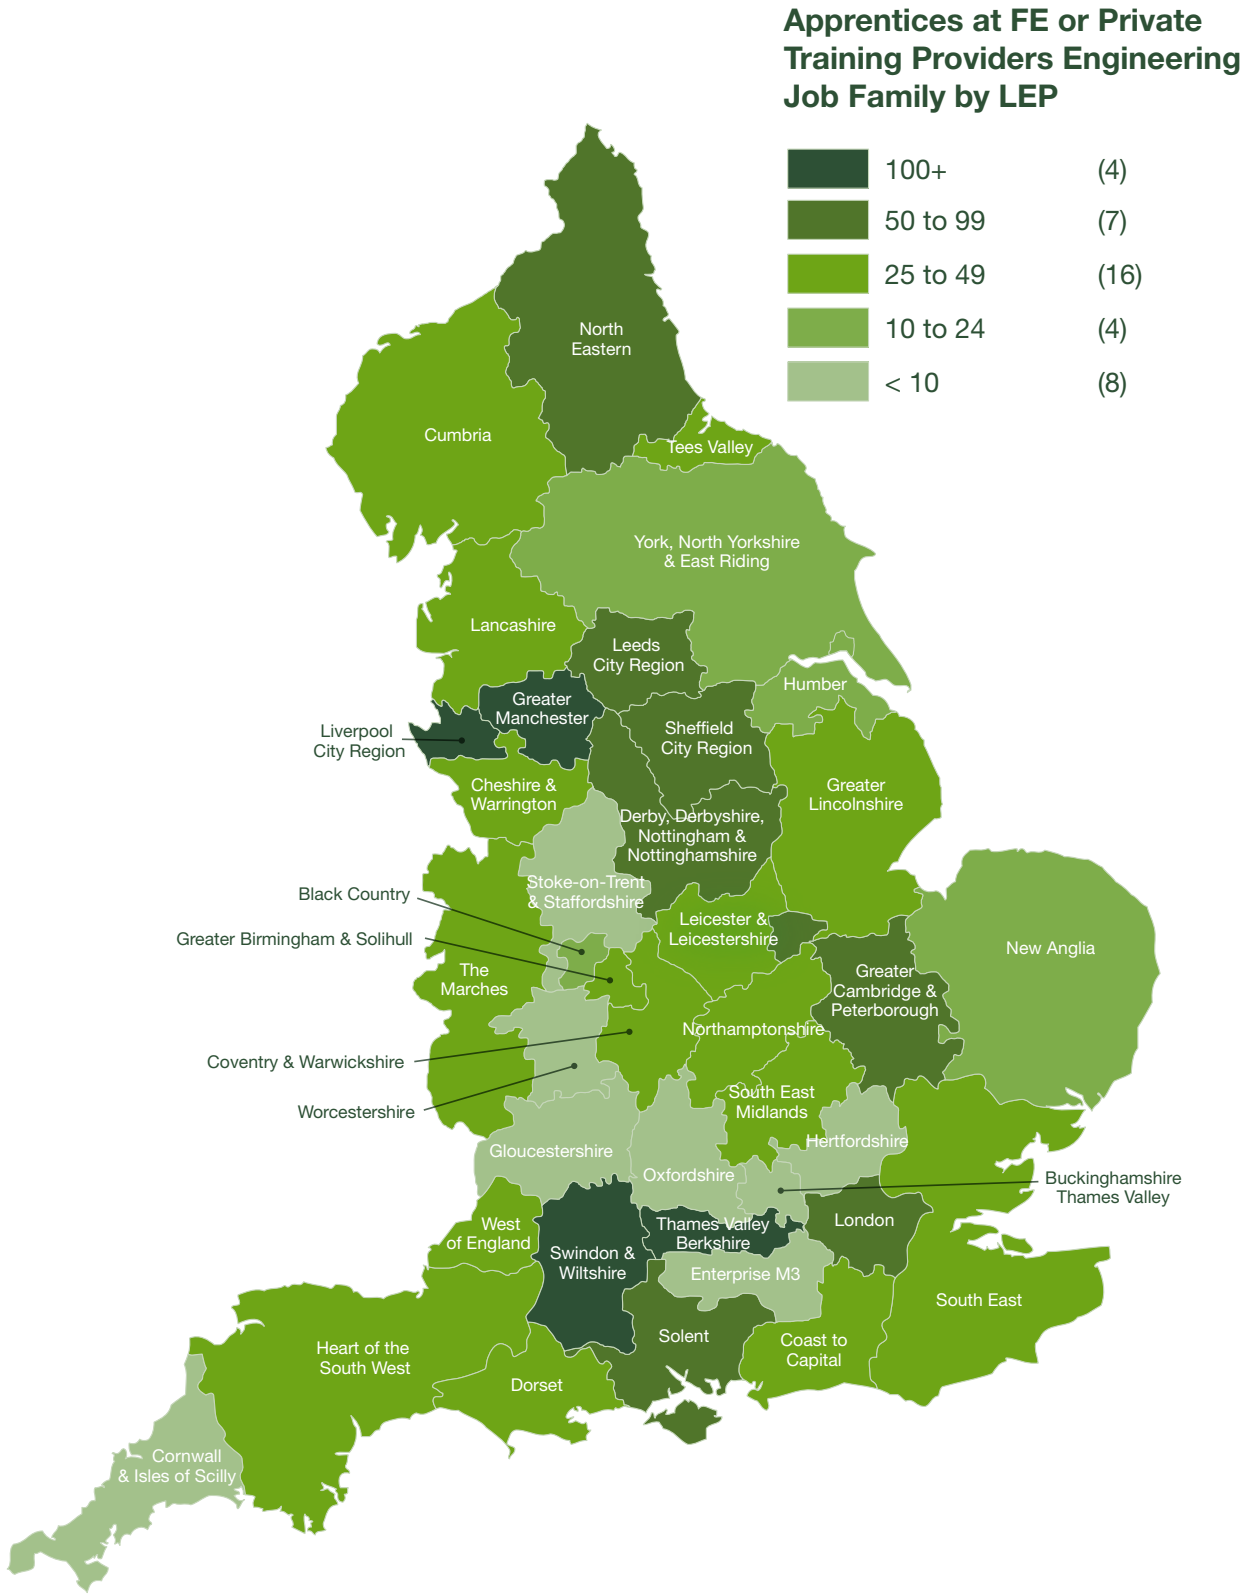 Apprentices at FE or Private
Training Providers Engineering
Job Family by LEP
100+ (4)
50 to 99 (7)
25 to 49 (16)
10 to 24 (4)
< 10 (8)
North
Eastern
Cumbria
Tees Valley
York, North Yorkshire
& East Riding
Lancashire
Leeds
City Region
Humber
Greater
Manchester
Liverpool
City Region
Sheffield
City Region
Cheshire &
Warrington
Greater
Lincolnshire
Derby, Derbyshire,
Nottingham &
Nottinghamshire
Stoke-on-Trent
& Staffordshire
Black Country
Greater Birmingham & Solihull
Leicester &
Leicestershire
New Anglia
The
Marches
Greater
Cambridge &
Peterborough
Northamptonshire
Coventry & Warwickshire
Worcestershire
South East
Midlands
Hertfordshire
Gloucestershire
Oxfordshire
Buckinghamshire
Thames Valley
West
of England
Thames Valley
Berkshire
London
Swindon &
Wiltshire
Enterprise M3
South East
Solent
Coast to
Capital
Heart of the
South West
Dorset
Cornwall
& Isles of Scilly